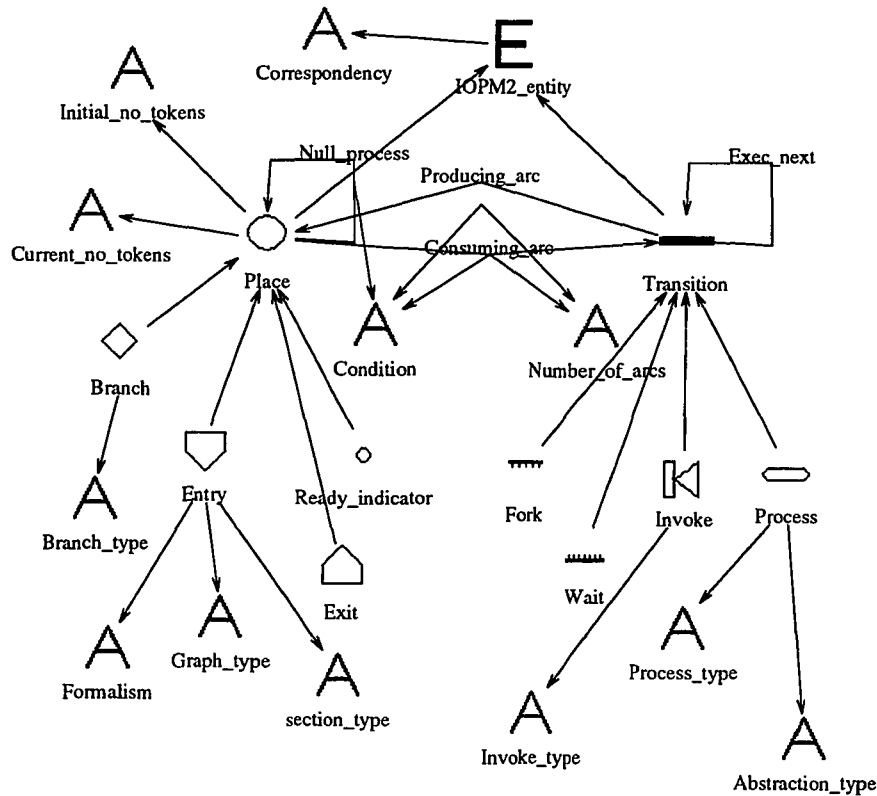 A
E
Correspondency
A
IOPM2_entity
Initial_no_tokens
Null_process
Exec_next
Producing_arc
A
Current_no_tokens
Consuming_arc
Place
Transition
A
A
Condition
Number_of_arcs
Branch
Entry
Ready_indicator
A
Branch_type
Fork
Invoke
Process
Exit
Wait
A
Graph_type
A
Formalism
A
section_type
A
Process_type
A
Invoke_type
A
Abstraction_type